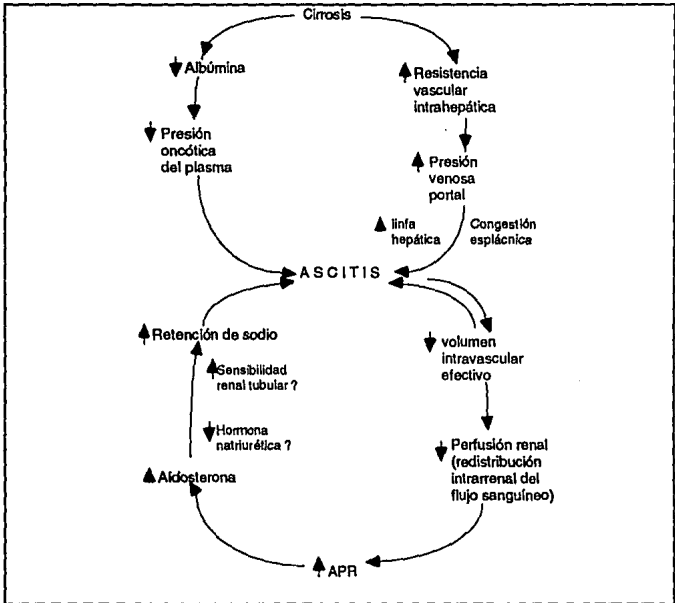 Cirrosis
Albúmina
Resistencia
vascular
intrahepática
Presión
oncótica
del plasma
Presión
venosa
portal
linfa
hepática
Congestión
esplácnica
ASCITIS
Retención de sodio
Sensibilidad
renal tubular ?
volumen
intravascular
efectivo
Hormona
natriurética ?
Perfusión renal
(redistribución
intrarrenal del
flujo sanguíneo)
Aldosterona
APR